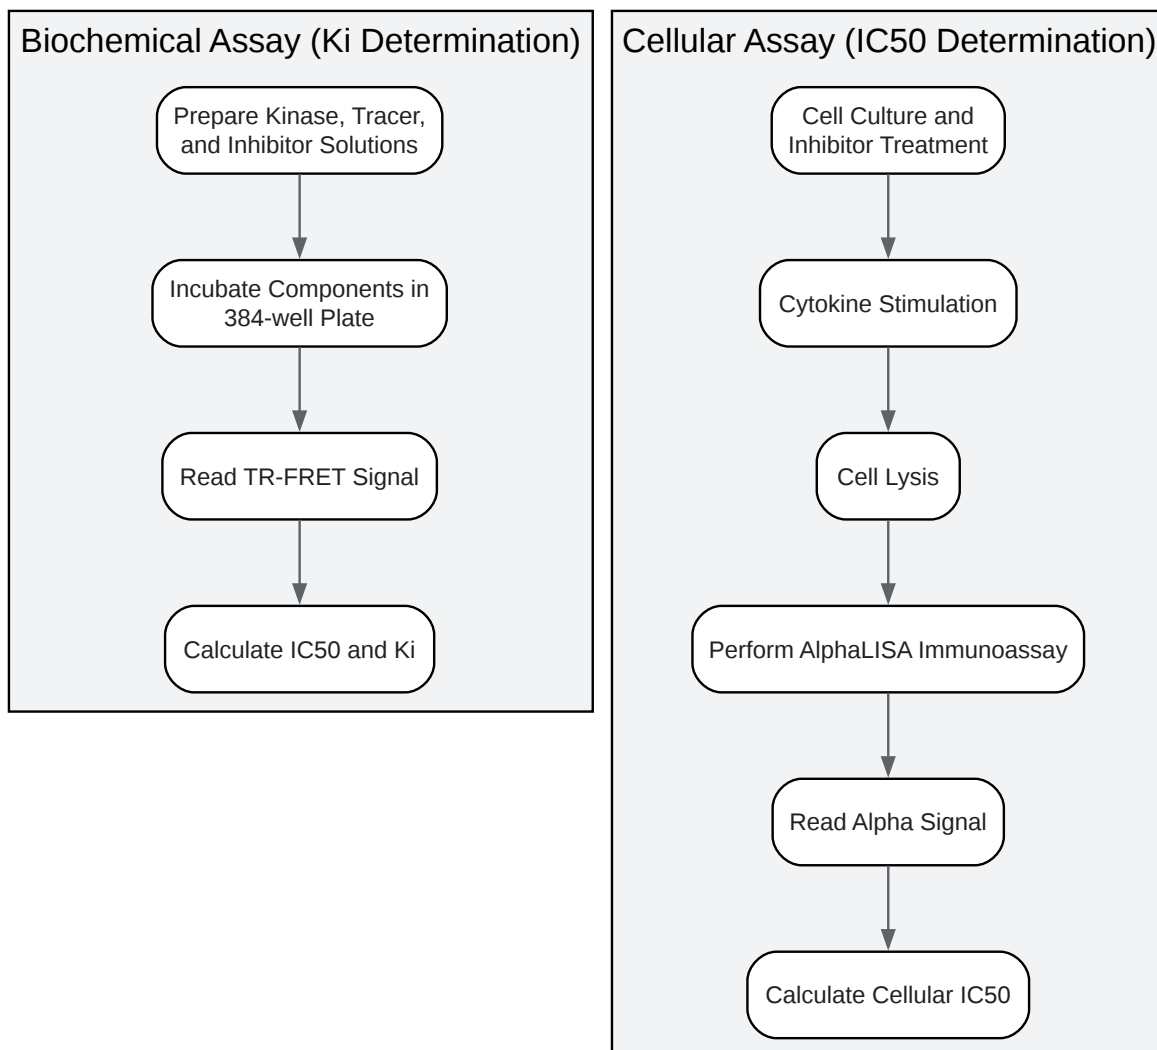 Biochemical Assay (Ki Determination)
Prepare Kinase, Tracer,
and Inhibitor Solutions
Incubate Components in
384-well Plate
Read TR-FRET Signal
Calculate IC50 and Ki
Cellular Assay (IC50 Determination)
Cell Culture and
Inhibitor Treatment
Cytokine Stimulation
Cell Lysis
Perform AlphaLISA Immunoassay
Read Alpha Signal
Calculate Cellular IC50